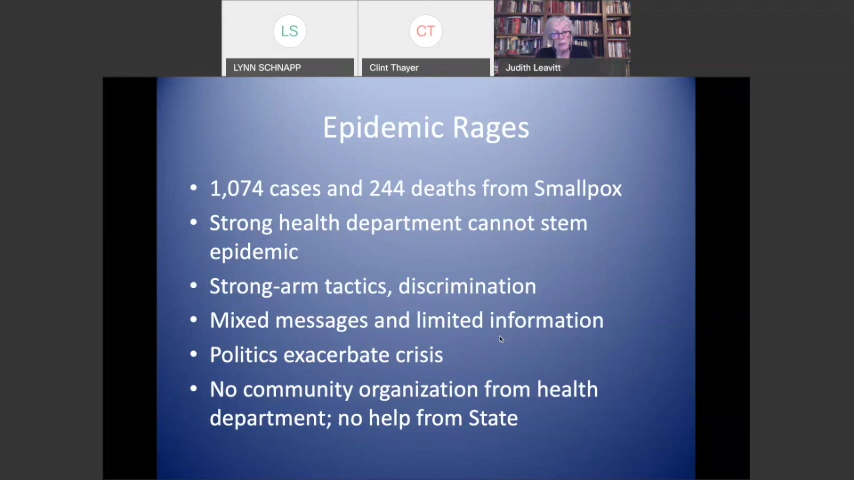 LS
CT
LYNN SCHNAPP
Clint Thayer
Judith Leavitt
Epidemic Rages
• 1,074 cases and 244 deaths from Smallpox
• Strong health department cannot stem
epidemic
• Strong-arm tactics, discrimination
• Mixed messages and limited information
• Politics exacerbate crisis
• No community organization from health
department; no help from State